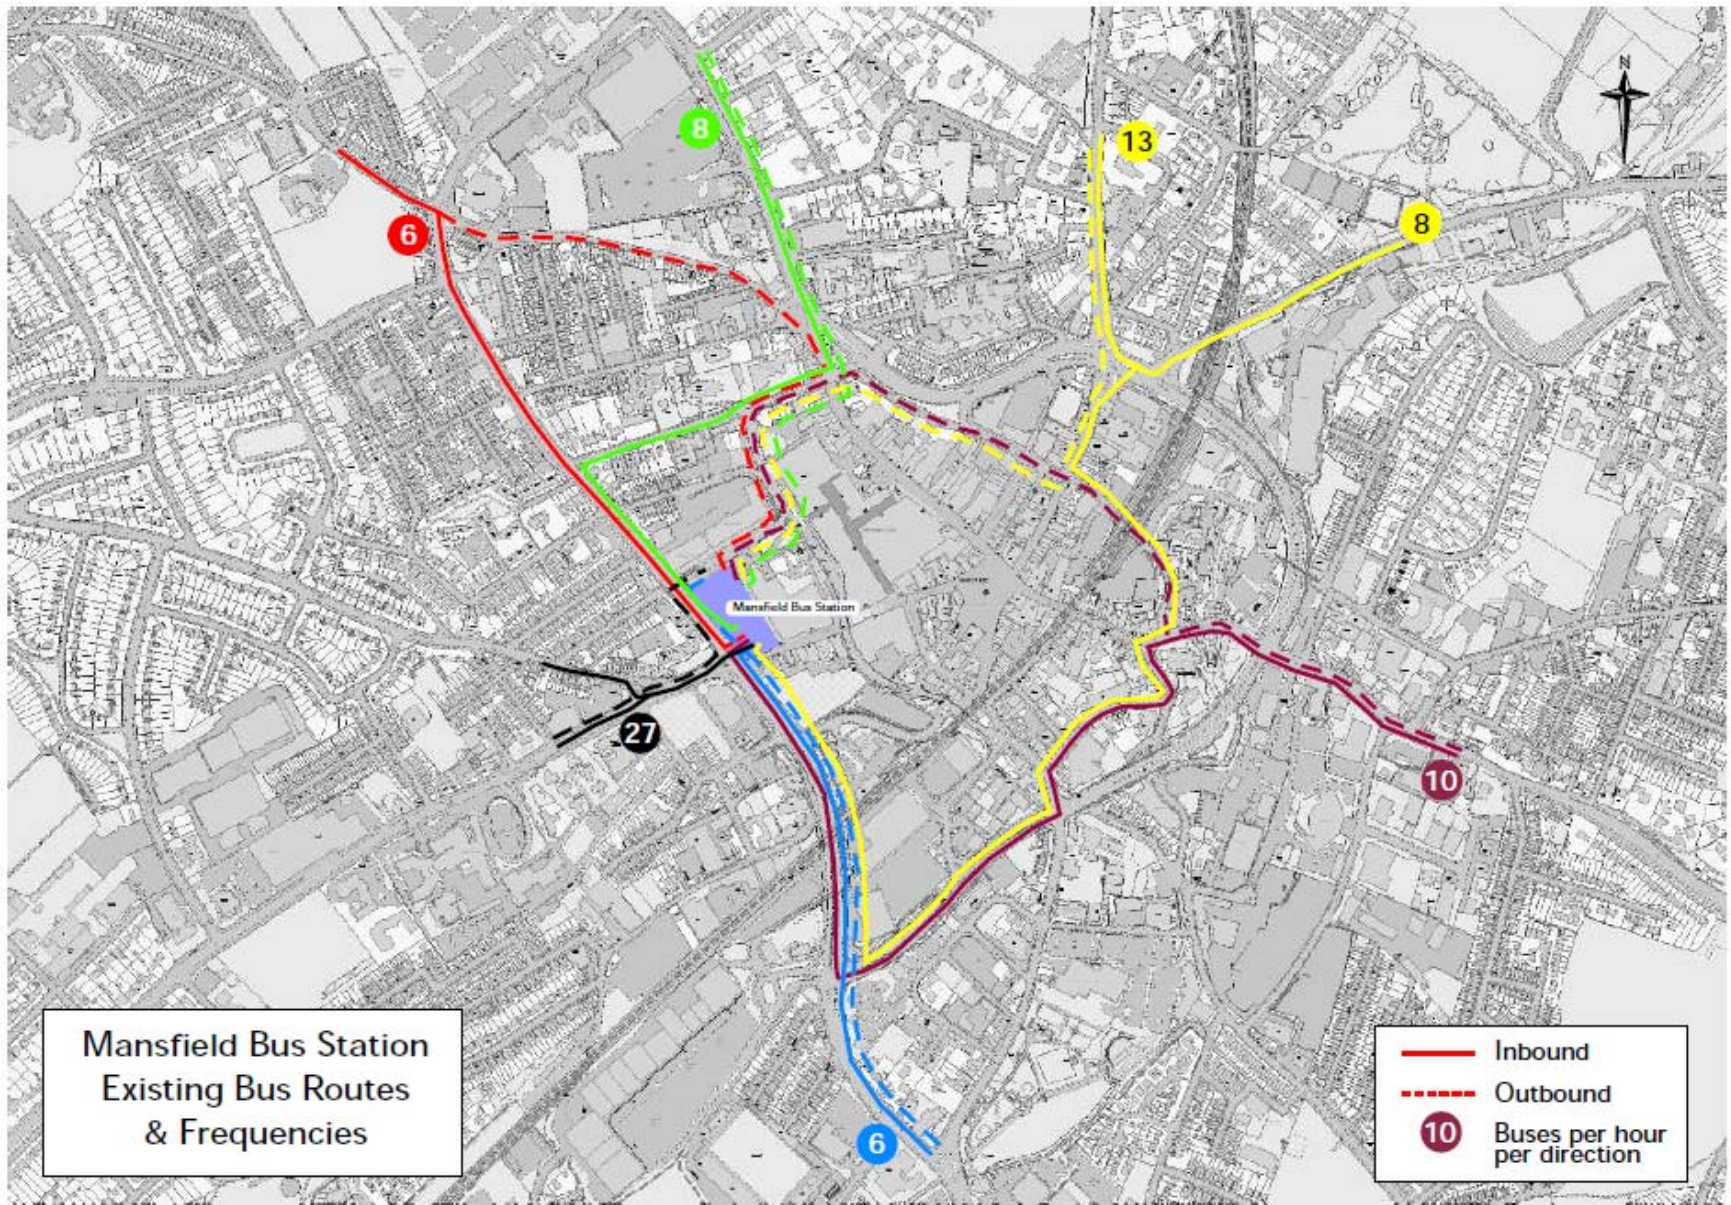 N
8
13
8
6
Mansfield Bus Station
27
10
6
Mansfield Bus Station
Existing Bus Routes
& Frequencies
Inbound
Outbound
10 Buses per hour
per direction